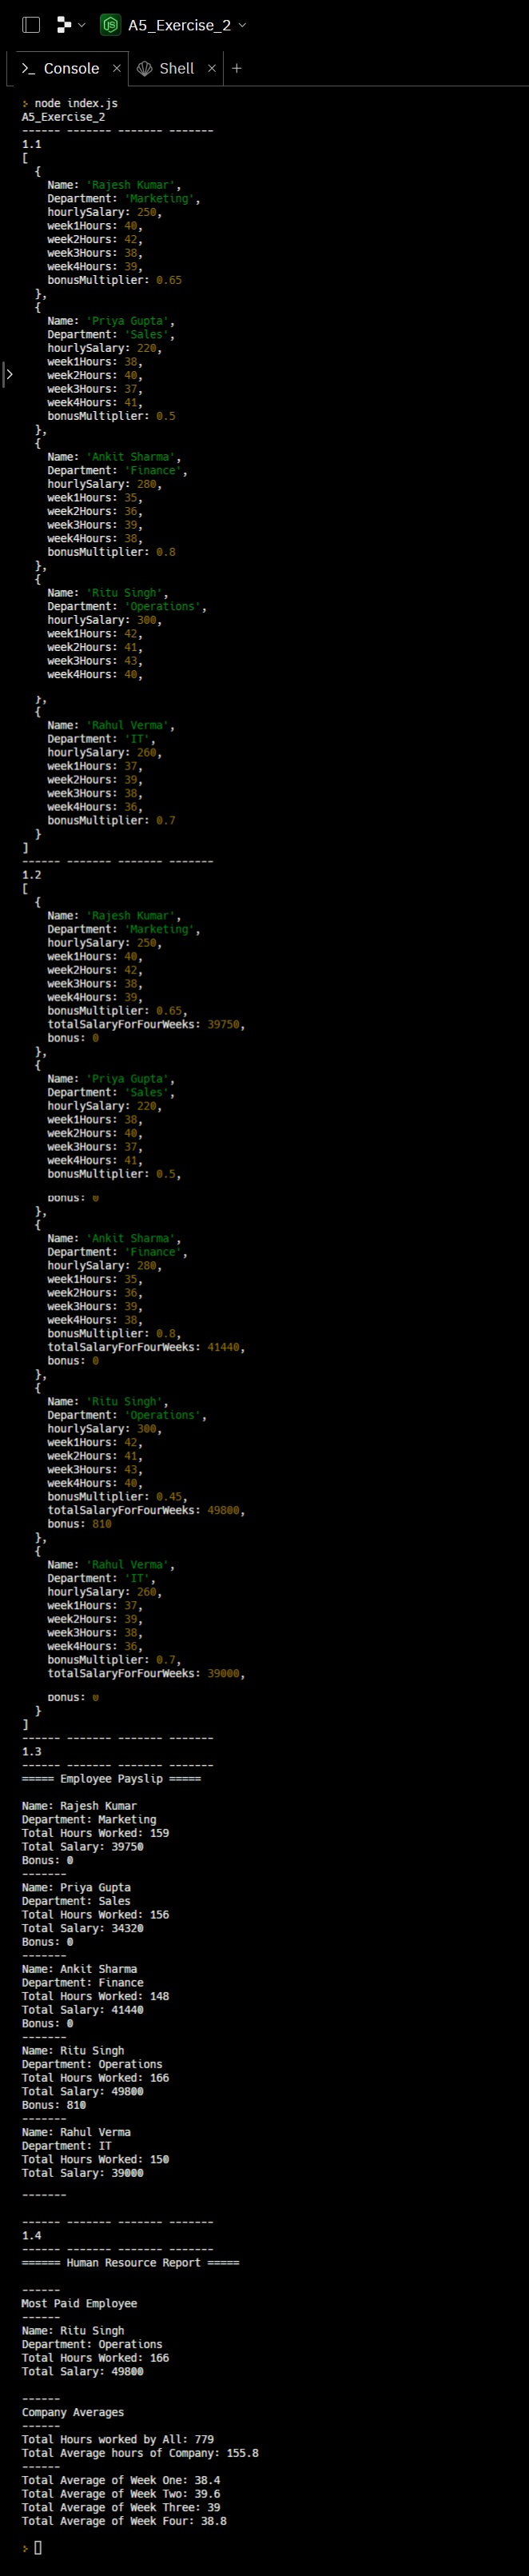 A5_Exercise_2
Console
Shell
node index.js
A5_Exercise_2
------ ------- ------- -------
1.1
[
{
Name: 'Rajesh Kumar',
Department: 'Marketing',
hourlySalary: 250,
week1Hours: 40,
week2Hours: 42,
week3Hours: 38,
week4Hours: 39,
bonusMultiplier: 0.65
},
{
Name: 'Priya Gupta',
Department: 'Sales',
hourlySalary: 220,
week1Hours: 38,
week2Hours: 40,
week3Hours: 37,
week4Hours: 41,
bonusMultiplier: 0.5
},
{
Name: 'Ankit Sharma',
Department: 'Finance',
hourlySalary: 280,
week1Hours: 35,
week2Hours: 36,
week3Hours: 39,
week4Hours: 38,
bonusMultiplier: 0.8
},
{
Name: 'Ritu Singh',
Department: 'Operations',
hourlySalary: 300,
week1Hours: 42,
week2Hours: 41,
week3Hours: 43,
week4Hours: 40,
},
{
Name: 'Rahul Verma',
Department: 'IT',
hourlySalary: 260,
week1Hours: 37,
week2Hours: 39,
week3Hours: 38,
week4Hours: 36,
bonusMultiplier: 0.7
}
]
------ ------- ------- -------
1.2
[
{
Name: 'Rajesh Kumar',
Department: 'Marketing',
hourlySalary: 250,
week1Hours: 40,
week2Hours: 42,
week3Hours: 38,
week4Hours: 39,
bonusMultiplier: 0.65,
totalSalaryForFourWeeks: 39750,
bonus: 0
},
{
Name: 'Priya Gupta',
Department: 'Sales',
hourlySalary: 220,
week1Hours: 38,
week2Hours: 40,
week3Hours: 37,
week4Hours: 41,
bonusMultiplier: 0.5,
bonus: 0
},
{
Name: 'Ankit Sharma',
Department: 'Finance',
hourlySalary: 280,
week1Hours: 35,
week2Hours: 36,
week3Hours: 39,
week4Hours: 38,
bonusMultiplier: 0.8,
totalSalaryForFourWeeks: 41440,
bonus: 0
},
{
Name: 'Ritu Singh',
Department: 'Operations',
hourlySalary: 300,
week1Hours: 42,
week2Hours: 41,
week3Hours: 43,
week4Hours: 40,
bonusMultiplier: 0.45,
totalSalaryForFourWeeks: 49800,
bonus: 810
},
{
Name: 'Rahul Verma',
Department: 'IT',
hourlySalary: 260,
week1Hours: 37,
week2Hours: 39,
week3Hours: 38,
week4Hours: 36,
bonusMultiplier: 0.7,
totalSalaryForFourWeeks: 39000,
bonus: 0
}
]
------ ------- ------- -------
1.3
------ ------- ------- -------
===== Employee Payslip =====
Name: Rajesh Kumar
Department: Marketing
Total Hours Worked: 159
Total Salary: 39750
Bonus: 0
-------
Name: Priya Gupta
Department: Sales
Total Hours Worked: 156
Total Salary: 34320
Bonus: 0
-------
Name: Ankit Sharma
Department: Finance
Total Hours Worked: 148
Total Salary: 41440
Bonus: 0
-------
Name: Ritu Singh
Department: Operations
Total Hours Worked: 166
Total Salary: 49800
Bonus: 810
-------
Name: Rahul Verma
Department: IT
Total Hours Worked: 150
Total Salary: 39000
-------
------ ------- ------- -------
1.4
------ ------- ------- -------
====== Human Resource Report =====
------
Most Paid Employee
------
Name: Ritu Singh
Department: Operations
Total Hours Worked: 166
Total Salary: 49800
------
Company Averages
------
Total Hours worked by All: 779
Total Average hours of Company: 155.8
------
Total Average of Week One: 38.4
Total Average of Week Two: 39.6
Total Average of Week Three: 39
Total Average of Week Four: 38.8